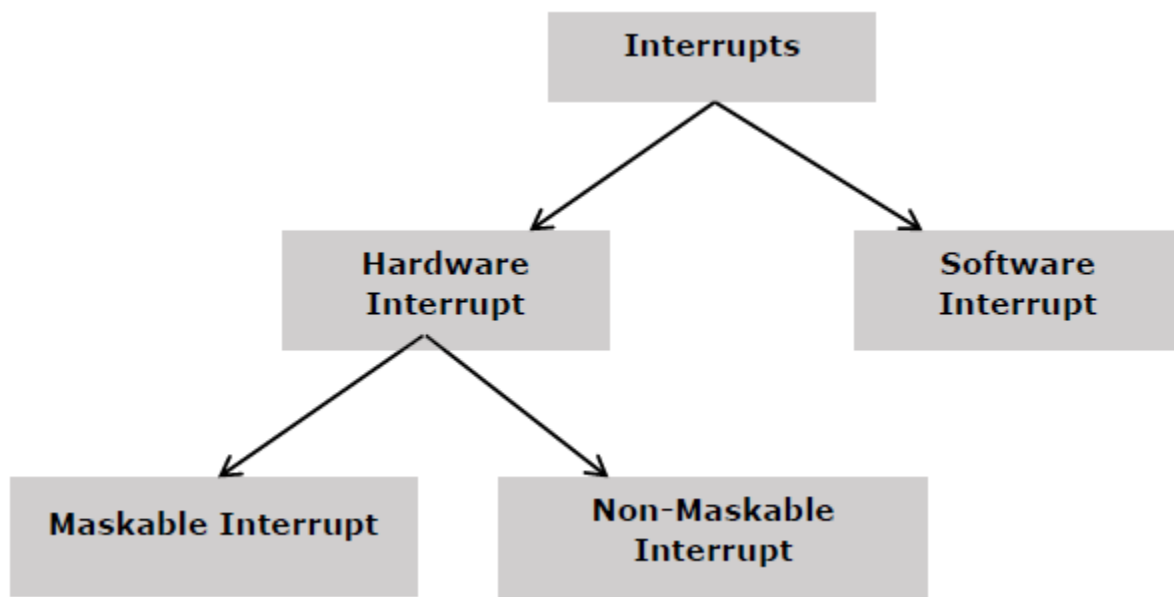 Interrupts
Hardware
Interrupt
Software
Interrupt
Maskable Interrupt
Non-Maskable
Interrupt